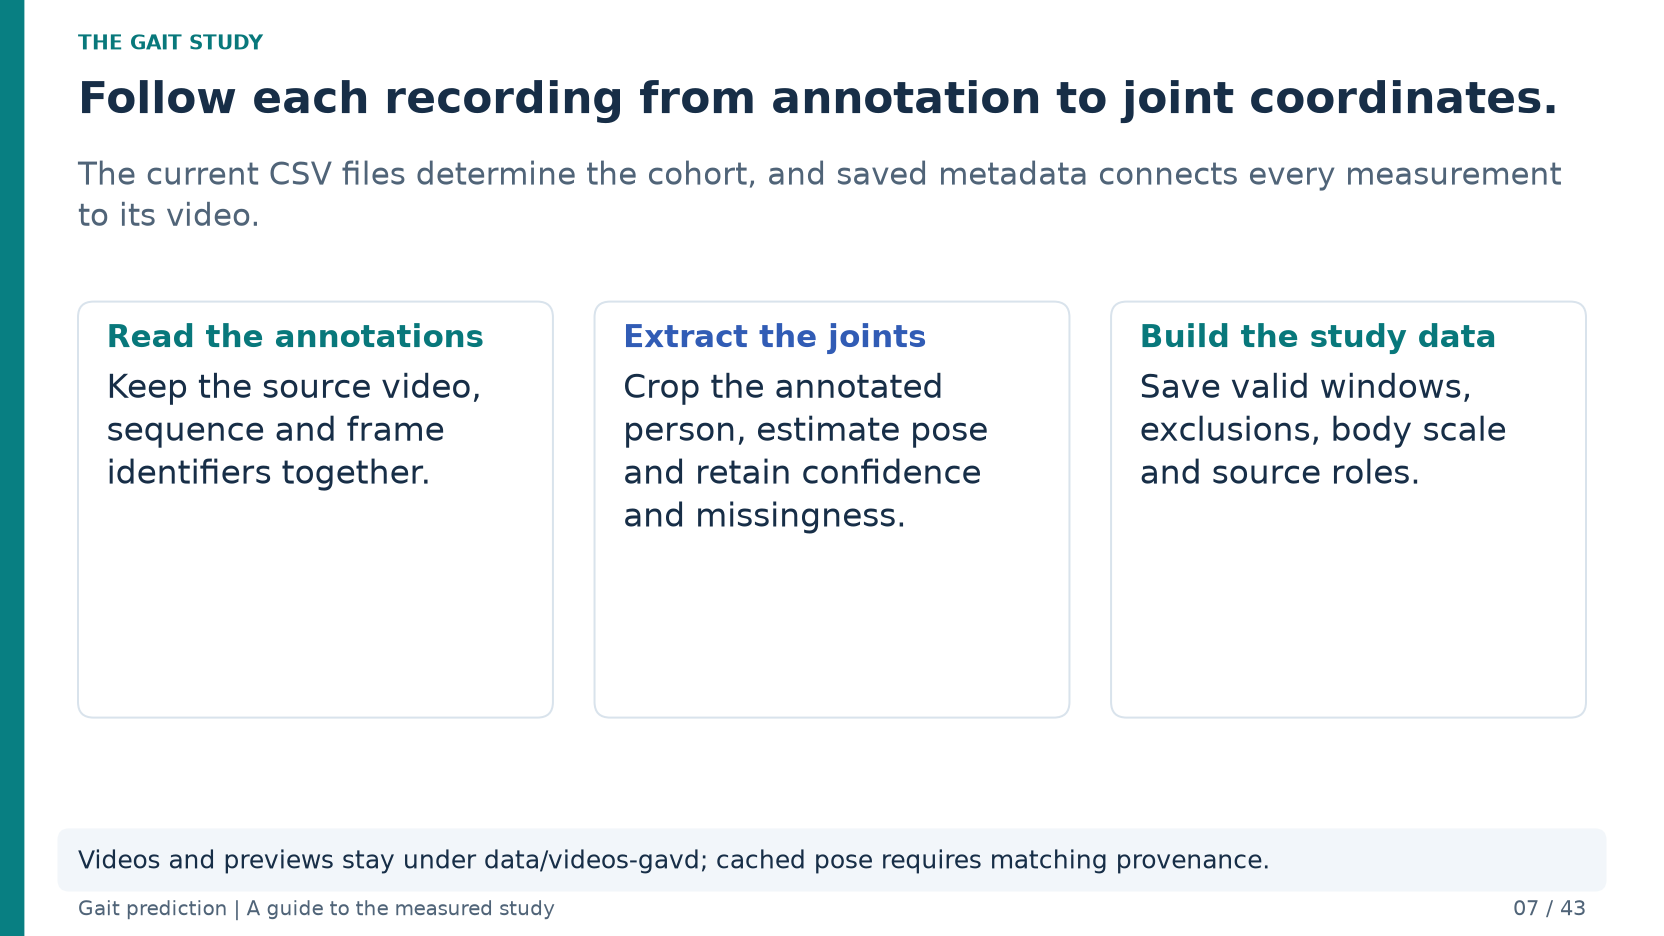 THE GAIT STUDY
Follow each recording from annotation to joint coordinates.
The current CSV files determine the cohort, and saved metadata connects every measurement
to its video.
Read the annotations
Keep the source video,
sequence and frame
identifiers together.
Extract the joints
Crop the annotated
person, estimate pose
and retain confidence
and missingness.
Build the study data
Save valid windows,
exclusions, body scale
and source roles.
Videos and previews stay under data/videos-gavd; cached pose requires matching provenance.
Gait prediction | A guide to the measured study
07 / 43